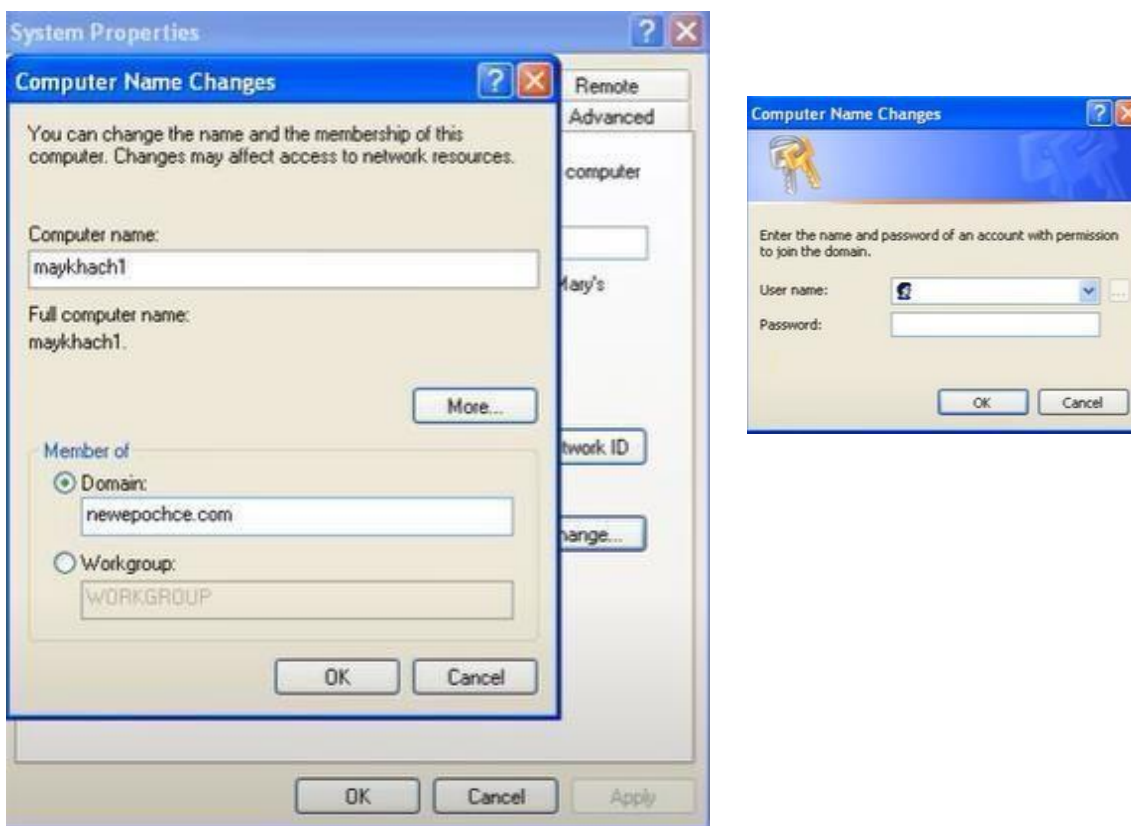 System Properties
Computer Name Changes
Remote
Advanced
You can change the name and the membership of this
computer. Changes may affect access to network resources.
computer
Computer name:
maykhach1
Mary's
Full computer name:
maykhach1.
More...
Member of
twork ID
Domain:
newepochce.com
hange...
Workgroup:
WORKGROUP
OK
Cancel
OK
Cancel
Apply
Computer Name Changes
Enter the name and password of an account with permission
to join the domain.
User name:
...
Password:
OK
Cancel